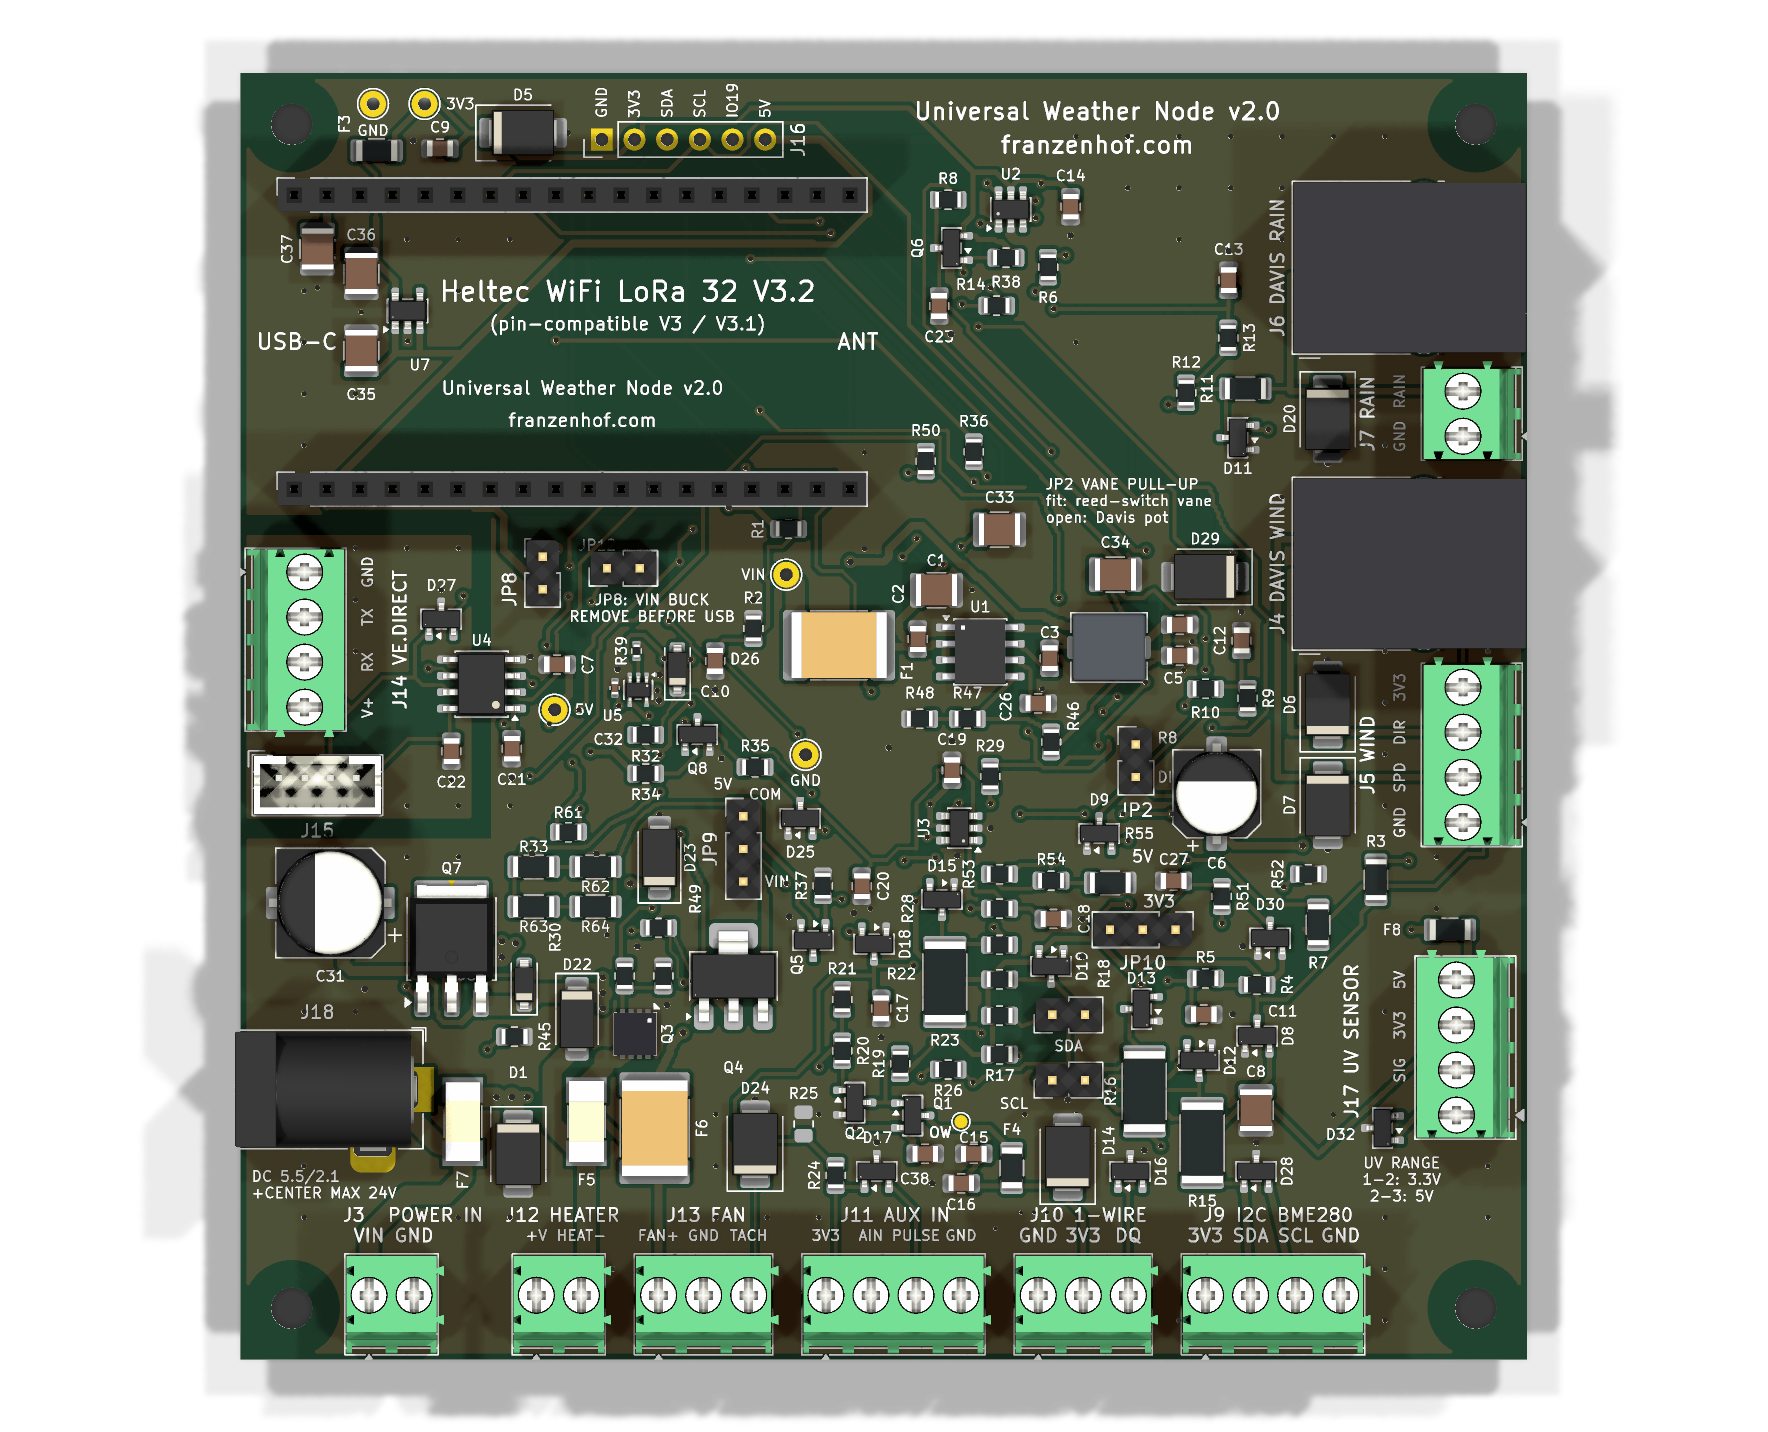 F3
GND
3V3
C9
D5
GND
3V3
SDA
SCL
IO19
5V
J16
Universal Weather Node v2.0
franzenhof.com
R8
U2
C14
Q6
R14
R38
R6
C25
C13
R13
J6 DAVIS RAIN
C37
C36
Heltec WiFi LoRa 32 V3.2
(pin-compatible V3 / V3.1)
USB-C
ANT
U7
C35
Universal Weather Node v2.0
franzenhof.com
R12
R11
D11
D20
J7 RAIN
GND RAIN
R50
R36
C33
JP2 VANE PULL-UP
fit: reed-switch vane
open: Davis pot
J4 DAVIS WIND
R1
JP8
JP12
JP8: VIN BUCK
REMOVE BEFORE USB
VIN
R2
C1
C2
U1
C34
D29
GND
TX
RX
V+
J14 VE.DIRECT
D27
U4
C7
5V
R39
U5
D26
C10
C32
R32
R34
Q8
R35
F1
R48
R47
C26
C3
R46
C5
C12
R10
R9
D6
D7
J5 WIND
3V3
DIR
SPD
GND
C22
C21
J15
GND
C19
R29
R8
JP2
C6
+
5V
COM
JP9
VIN
D25
U3
D9
R55
5V
R61
R33
R62
R63
R64
D23
R49
Q7
R30
C31
+
R37
C20
D15
R53
R28
R54
C27
3V3
R51
R52
D30
R3
R7
F8
C18
JP10
Q5
D18
D19
R18
D13
R5
R4
C11
D8
J17 UV SENSOR
5V
3V3
SIG
J18
D22
R45
Q3
R21
R22
C17
R23
R20
R19
R26
R17
SDA
SCL
R16
D12
C8
D1
Q4
F6
D24
R25
Q2
Q1
OW
D17
C15
F4
D14
D16
R15
D28
D32
UV RANGE
1-2: 3.3V
2-3: 5V
DC 5.5/2.1
+CENTER MAX 24V
F7
F5
R24
C38
C16
J3 POWER IN
VIN GND
J12 HEATER
+V HEAT-
J13 FAN
FAN+ GND TACH
J11 AUX IN
3V3 AIN PULSE GND
J10 1-WIRE
GND 3V3 DQ
J9 I2C BME280
3V3 SDA SCL GND